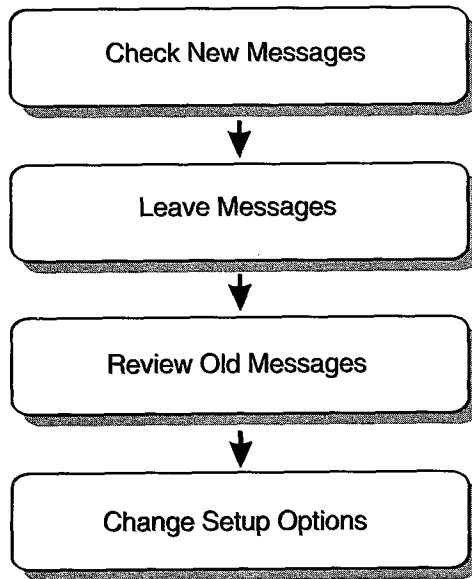 Check New Messages
Leave Messages
Review Old Messages
Change Setup Options